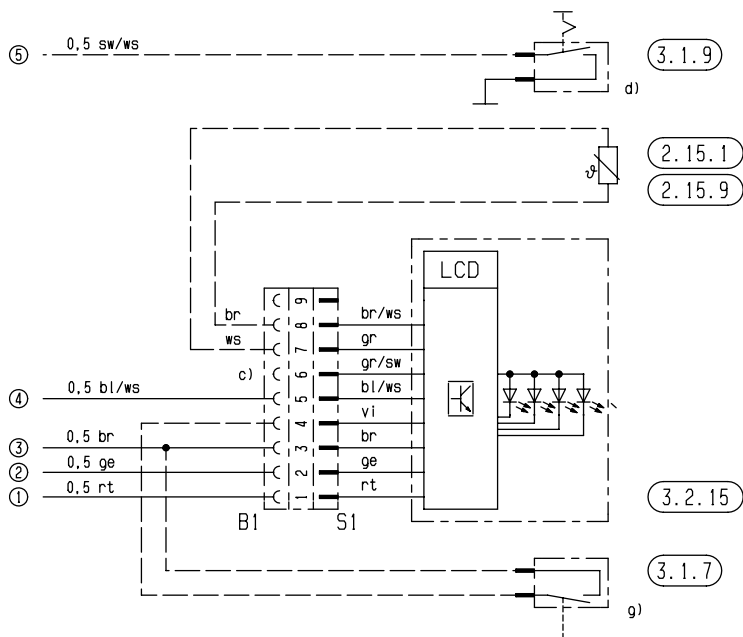 ⑤ 0,5 sw/ws
3.1.9
d)
2.15.1
ϑ
2.15.9
LCD
9
br 8 br/ws
ws 7 gr
c) 6 gr/sw
④ 0,5 bl/ws 5 bl/ws
4 vi
③ 0,5 br 3 br
② 0,5 ge 2 ge
① 0,5 rt 1 rt
3.2.15
B1 S1
3.1.7
g)